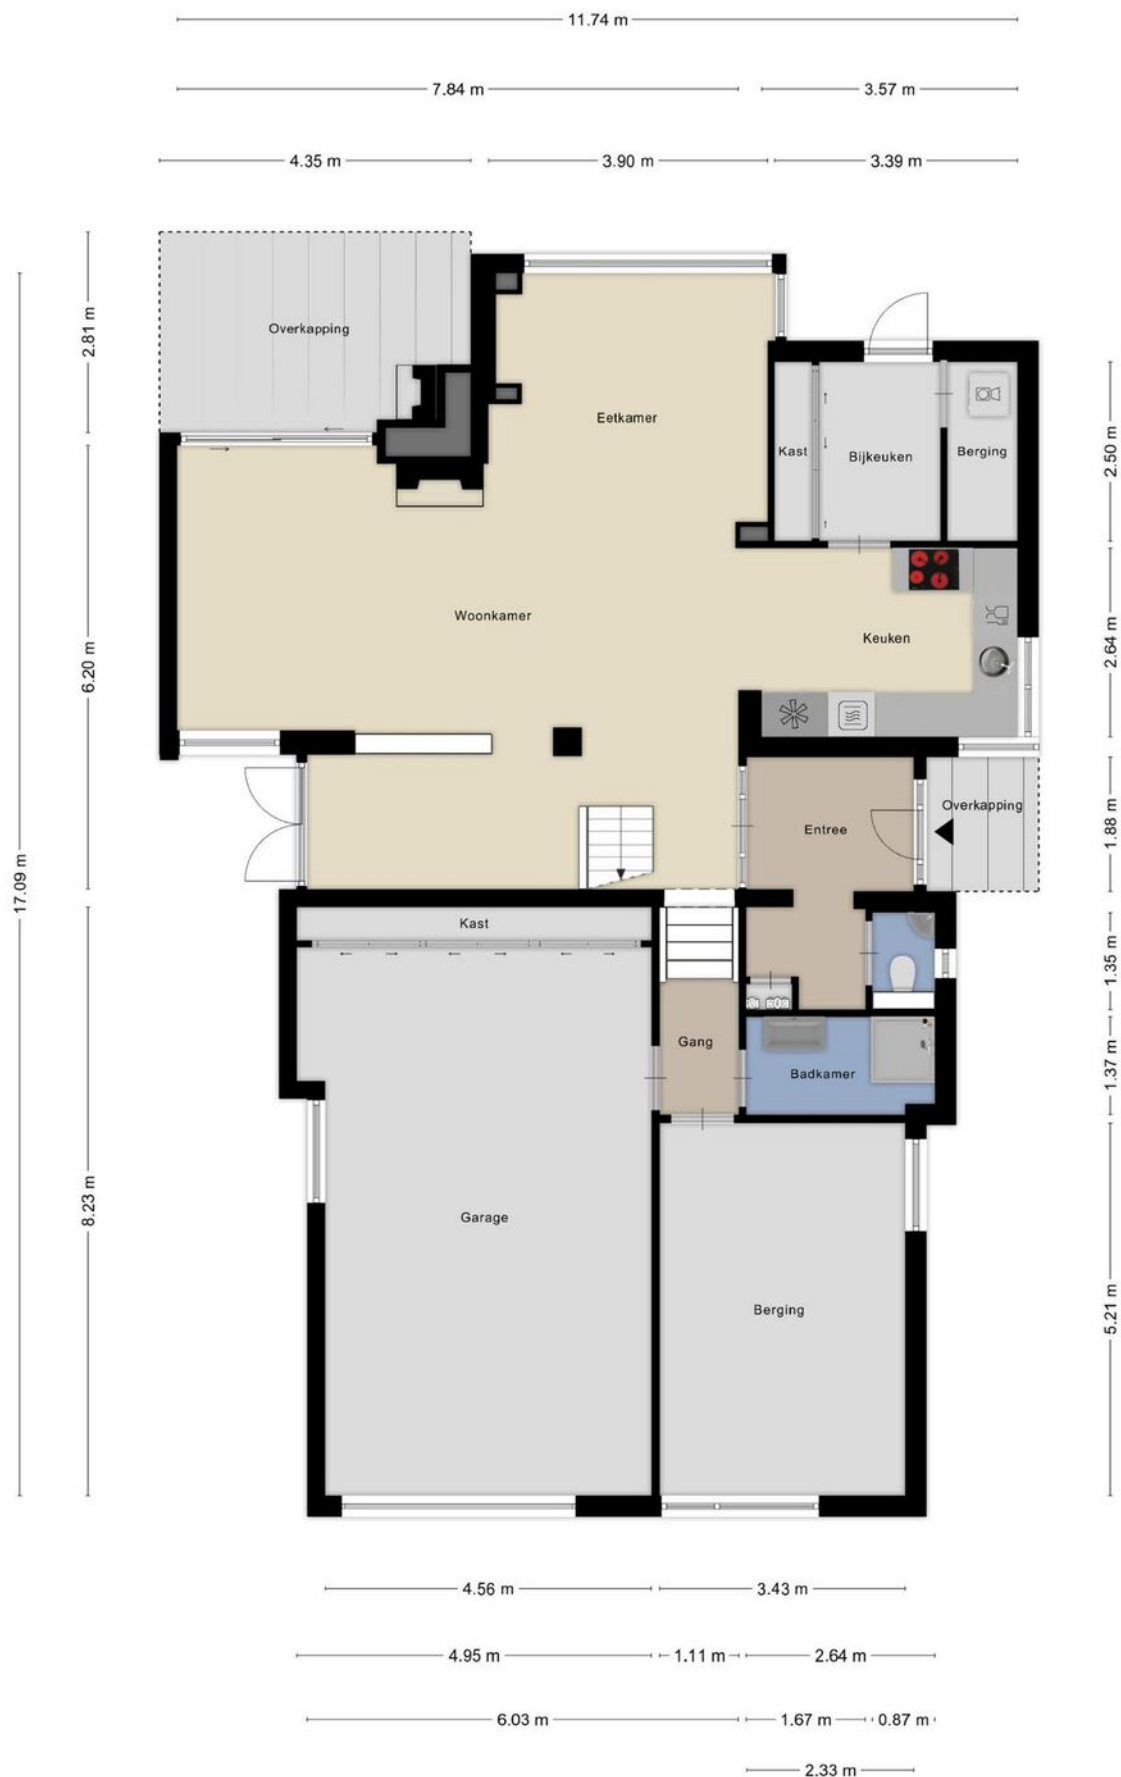 11.74 m
7.84 m
3.57 m
4.35 m
3.90 m
3.39 m
2.81 m
Overkapping
Eetkamer
Kast
Bijkeuken
Berging
2.50 m
17.09 m
6.20 m
Woonkamer
Keuken
2.64 m
Entree
Overkapping
1.88 m
Kast
1.35 m
Gang
Badkamer
1.37 m
8.23 m
Garage
Berging
5.21 m
4.56 m
3.43 m
4.95 m
1.11 m
2.64 m
6.03 m
1.67 m
0.87 m
2.33 m